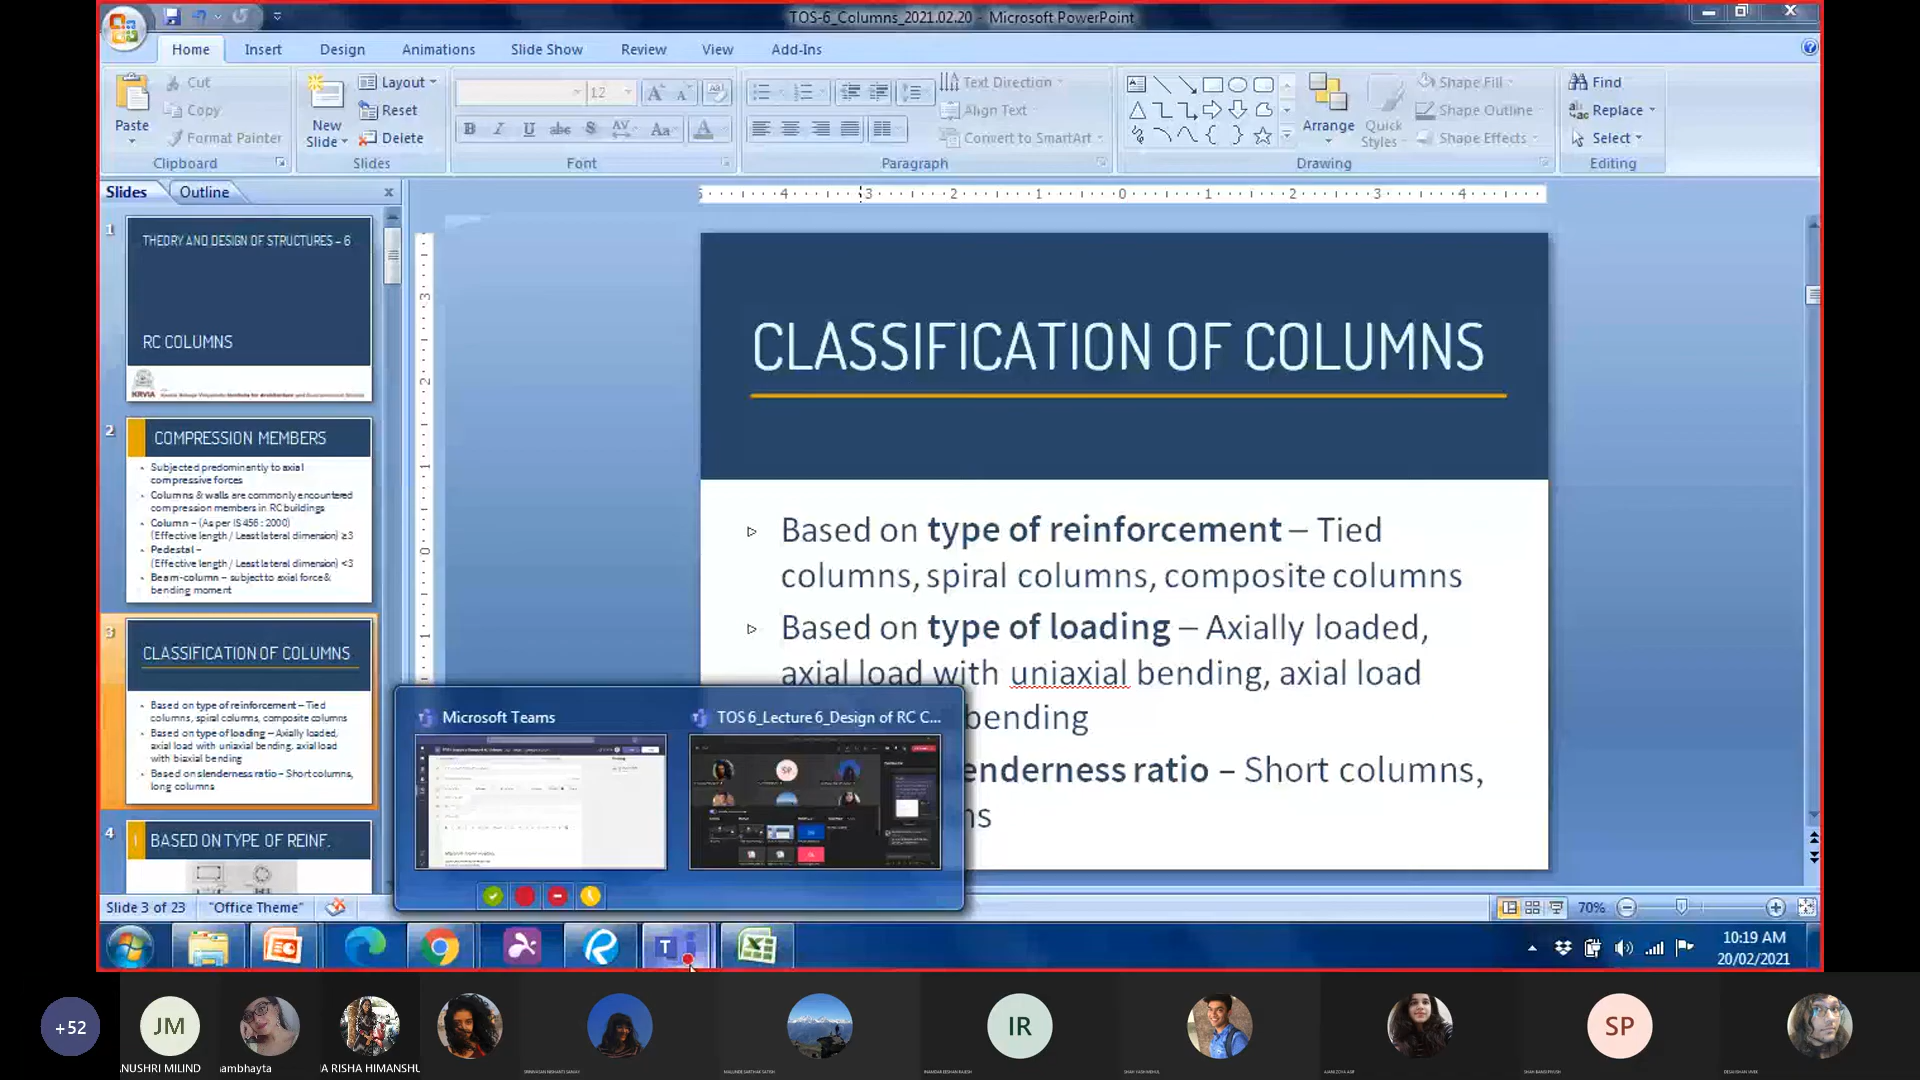 TOS-6_Columns_2021.02.20 - Microsoft PowerPoint
Home Insert Design Animations Slide Show Review View Add-Ins
Paste
Cut
Copy
Format Painter
Clipboard
New Slide
Layout
Reset
Delete
Slides
12
Font
Text Direction
Align Text
Convert to SmartArt
Paragraph
Arrange
Quick Styles
Shape Fill
Shape Outline
Shape Effects
Drawing
Find
Replace
Select
Editing
Slides Outline
1
THEORY AND DESIGN OF STRUCTURES – 6
RC COLUMNS
KRVIA
2
COMPRESSION MEMBERS
Subjected predominantly to axial
compressive forces
Columns & walls are commonly encountered
compression members in RC buildings
Column – (As per IS 456 : 2000)
(Effective length / Least lateral dimension) ≥3
Pedestal –
(Effective length / Least lateral dimension) <3
Beam-column – subject to axial force &
bending moment
3
CLASSIFICATION OF COLUMNS
Based on type of reinforcement – Tied
columns, spiral columns, composite columns
Based on type of loading – Axially loaded,
axial load with uniaxial bending, axial load
with biaxial bending
Based on slenderness ratio – Short columns,
long columns
4
1 BASED ON TYPE OF REINF.
CLASSIFICATION OF COLUMNS
Based on type of reinforcement – Tied
columns, spiral columns, composite columns
Based on type of loading – Axially loaded,
axial load with uniaxial bending, axial load
bending
enderness ratio – Short columns,
ns
Microsoft Teams
TOS 6_Lecture 6_Design of RC C...
SP
Slide 3 of 23 "Office Theme"
70%
10:19 AM
20/02/2021
+52
JM
ANUSHRI MILIND
ambhayta
A RISHA HIMANSHU
IR
SP